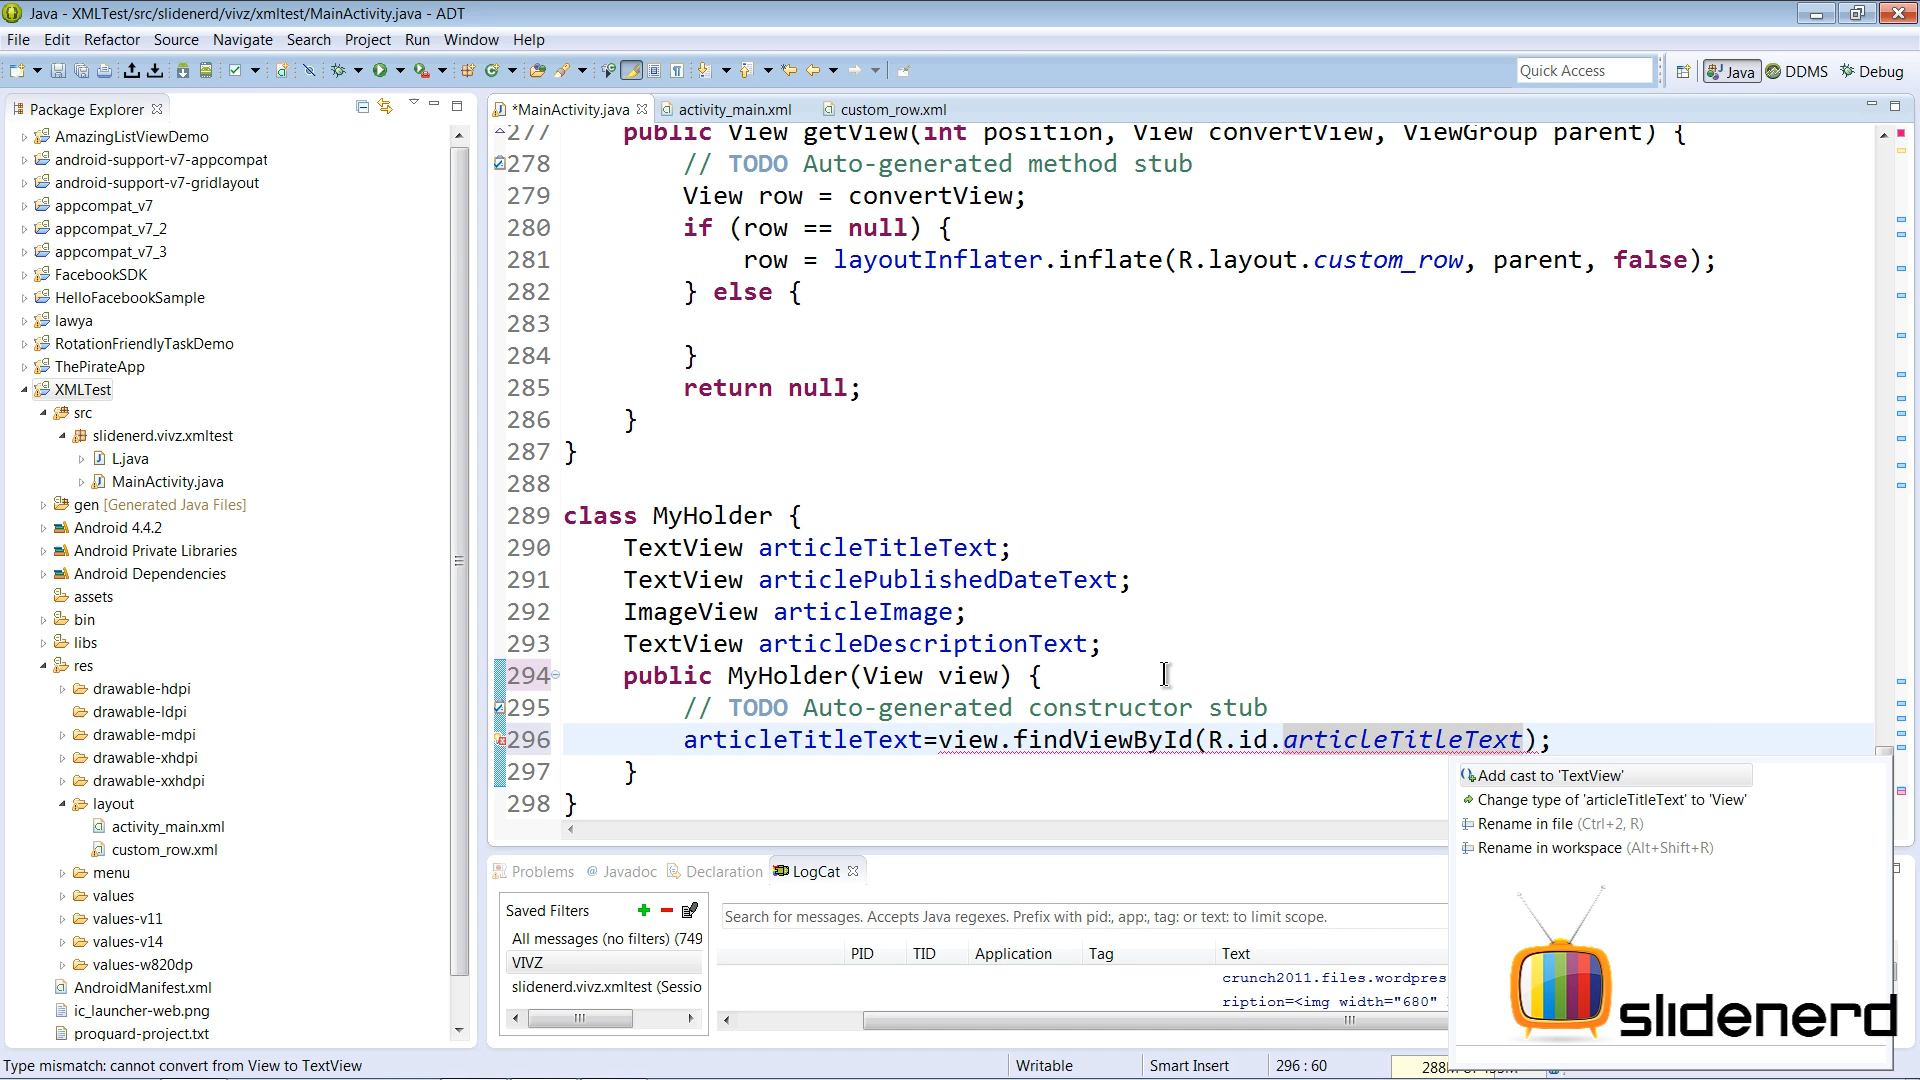 Java - XMLTest/src/slidenerd/vivz/xmltest/MainActivity.java - ADT
File Edit Refactor Source Navigate Search Project Run Window Help
Quick Access Java DDMS Debug
Package Explorer
*MainActivity.java activity_main.xml custom_row.xml
AmazingListViewDemo
android-support-v7-appcompat
android-support-v7-gridlayout
appcompat_v7
appcompat_v7_2
appcompat_v7_3
FacebookSDK
HelloFacebookSample
lawya
RotationFriendlyTaskDemo
ThePirateApp
XMLTest
src
slidenerd.vivz.xmltest
L.java
MainActivity.java
gen [Generated Java Files]
Android 4.4.2
Android Private Libraries
Android Dependencies
assets
bin
libs
res
drawable-hdpi
drawable-ldpi
drawable-mdpi
drawable-xhdpi
drawable-xxhdpi
layout
activity_main.xml
custom_row.xml
menu
values
values-v11
values-v14
values-w820dp
AndroidManifest.xml
ic_launcher-web.png
proguard-project.txt
277 public View getView(int position, View convertView, ViewGroup parent) {
278 // TODO Auto-generated method stub
279 View row = convertView;
280 if (row == null) {
281 row = layoutInflater.inflate(R.layout.custom_row, parent, false);
282 } else {
283
284 }
285 return null;
286 }
287 }
288
289 class MyHolder {
290 TextView articleTitleText;
291 TextView articlePublishedDateText;
292 ImageView articleImage;
293 TextView articleDescriptionText;
294 public MyHolder(View view) {
295 // TODO Auto-generated constructor stub
296 articleTitleText=view.findViewById(R.id.articleTitleText);
297 }
298 }
Add cast to 'TextView'
Change type of 'articleTitleText' to 'View'
Rename in file (Ctrl+2, R)
Rename in workspace (Alt+Shift+R)
Problems @ Javadoc Declaration LogCat
Saved Filters
All messages (no filters) (749
VIVZ
slidenerd.vivz.xmltest (Sessio
Search for messages. Accepts Java regexes. Prefix with pid:, app:, tag: or text: to limit scope.
PID TID Application Tag Text
crunch2011.files.wordpres
ription=<img width="680"
slidenerd
Type mismatch: cannot convert from View to TextView
Writable Smart Insert 296 : 60